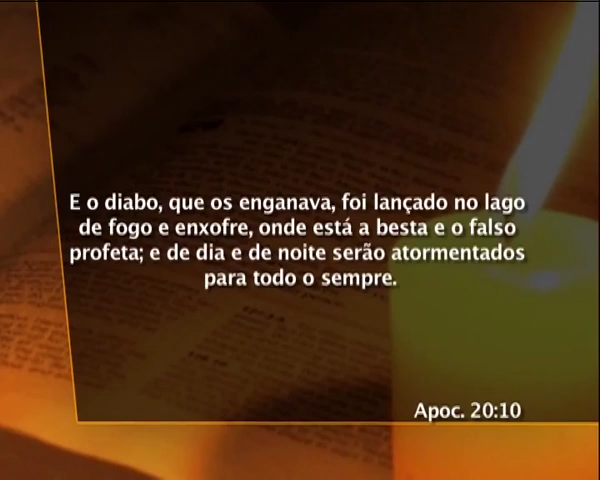 E o diabo, que os enganava, foi lançado no lago
de fogo e enxofre, onde está a besta e o falso
profeta; e de dia e de noite serão atormentados
para todo o sempre.
Apoc. 20:10